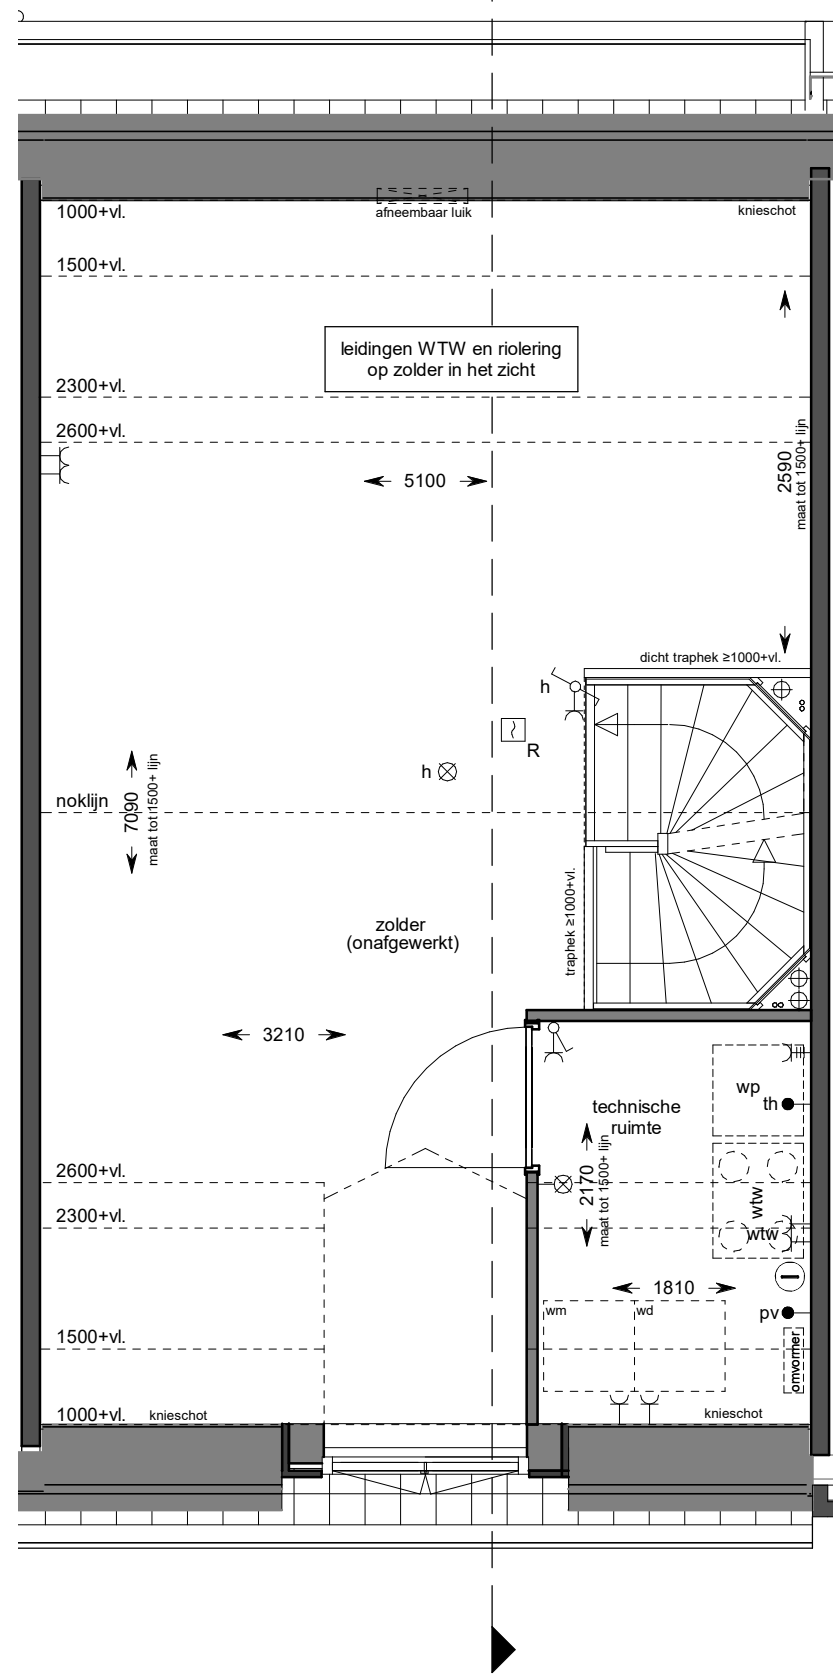 1000+vl.
afneembaar luik
knieschot
1500+vl.
leidingen WTW en riolering
op zolder in het zicht
2300+vl.
2600+vl.
5100
2590
maat tot 1500+ lijn
dicht traphek ≥1000+vl.
h
R
h
noklijn
7090
maat tot 1500+ lijn
traphek ≥1000+vl.
zolder
(onafgewerkt)
3210
technische
ruimte
wp
th
2170
maat tot 1500+ lijn
wtw
wtw
2600+vl.
2300+vl.
1810
wm
wd
pv
omvormer
1500+vl.
1000+vl.
knieschot
knieschot